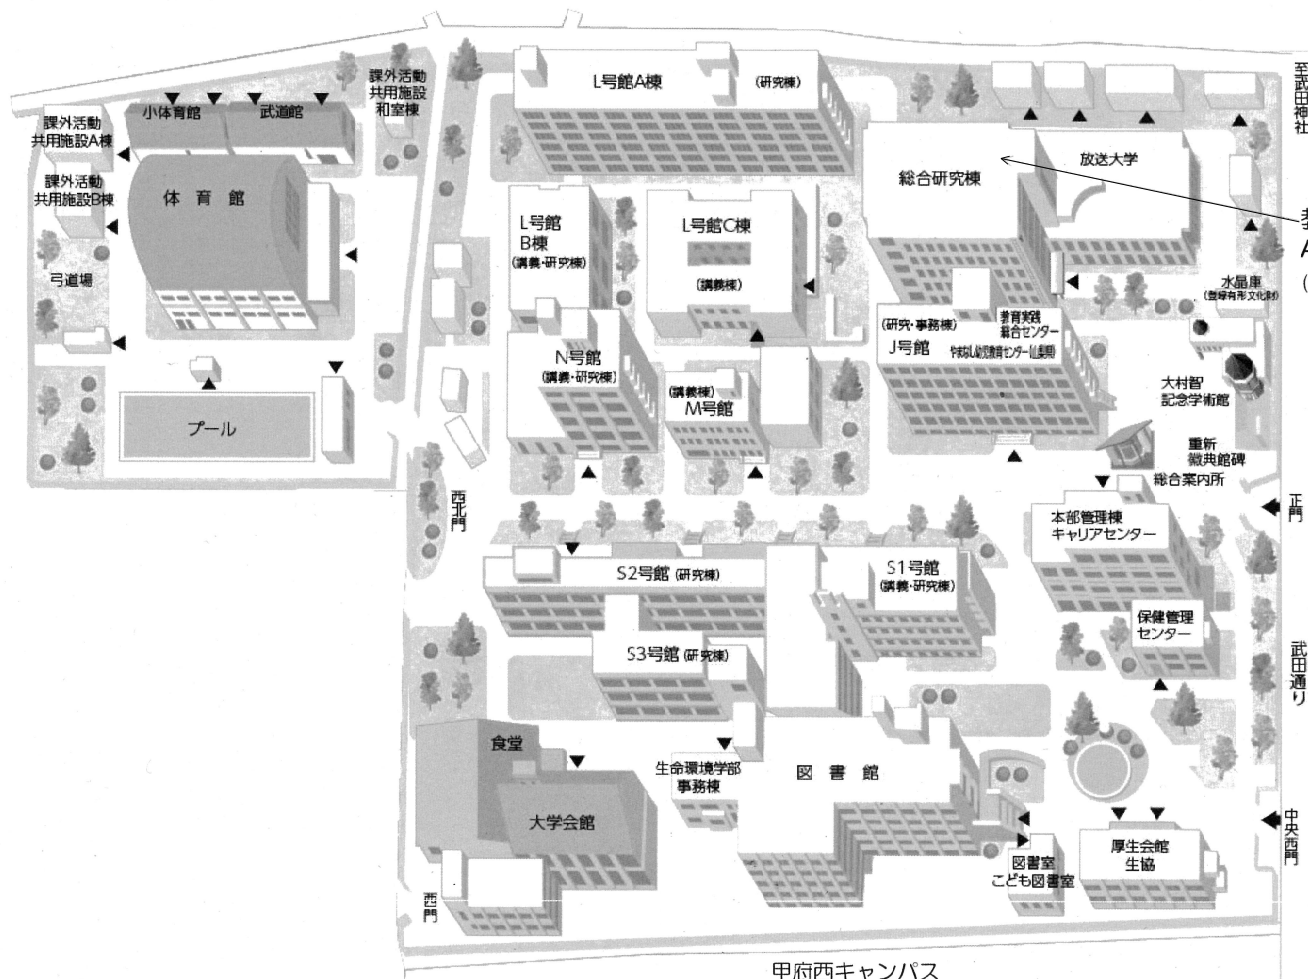 L号館A棟 (研究棟)
課外活動
共用施設
和室棟
小体育館
武道館
課外活動
共用施設A棟
課外活動
共用施設B棟
体育館
弓道場
プール
L号館
B棟
(講義・研究棟)
L号館C棟
(講義棟)
総合研究棟
放送大学
至武田神社
A
(
水晶庫
(登録有形文化財)
(研究・事務棟)
J号館
教育実践
総合センター
N号館
(講義・研究棟)
(講義棟)
M号館
大村智
記念学術館
重新
徽典館碑
総合案内所
西北門
正門
本部管理棟
キャリアセンター
S2号館 (研究棟)
S1号館
(講義・研究棟)
保健管理
センター
S3号館 (研究棟)
武田通り
食堂
大学会館
生命環境学部
事務棟
図書館
中央西門
厚生会館
生協
図書室
こども図書室
西門
甲府西キャンパス